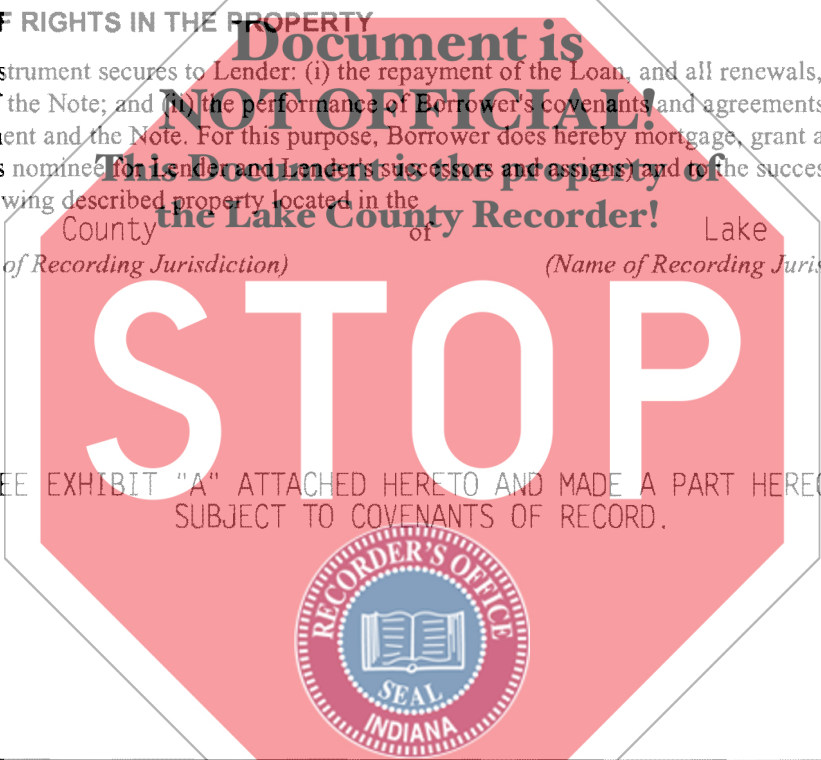 F RIGHTS IN THE PROPERTY
Document is
strument secures to Lender: (i) the repayment of the Loan, and all renewals,
the Note; and (ii) the performance of Borrower's covenants and agreements
NOT OFFICIAL!
ent and the Note. For this purpose, Borrower does hereby mortgage, grant a
s nominee for Lender and Lender's successors and assigns) and to the succes
This Document is the property of
wing described property located in the
the Lake County Recorder!
County of Lake
of Recording Jurisdiction) (Name of Recording Juris
STOP
EE EXHIBIT "A" ATTACHED HERETO AND MADE A PART HEREO
SUBJECT TO COVENANTS OF RECORD.
RECORDER'S OFFICE
SEAL
INDIANA